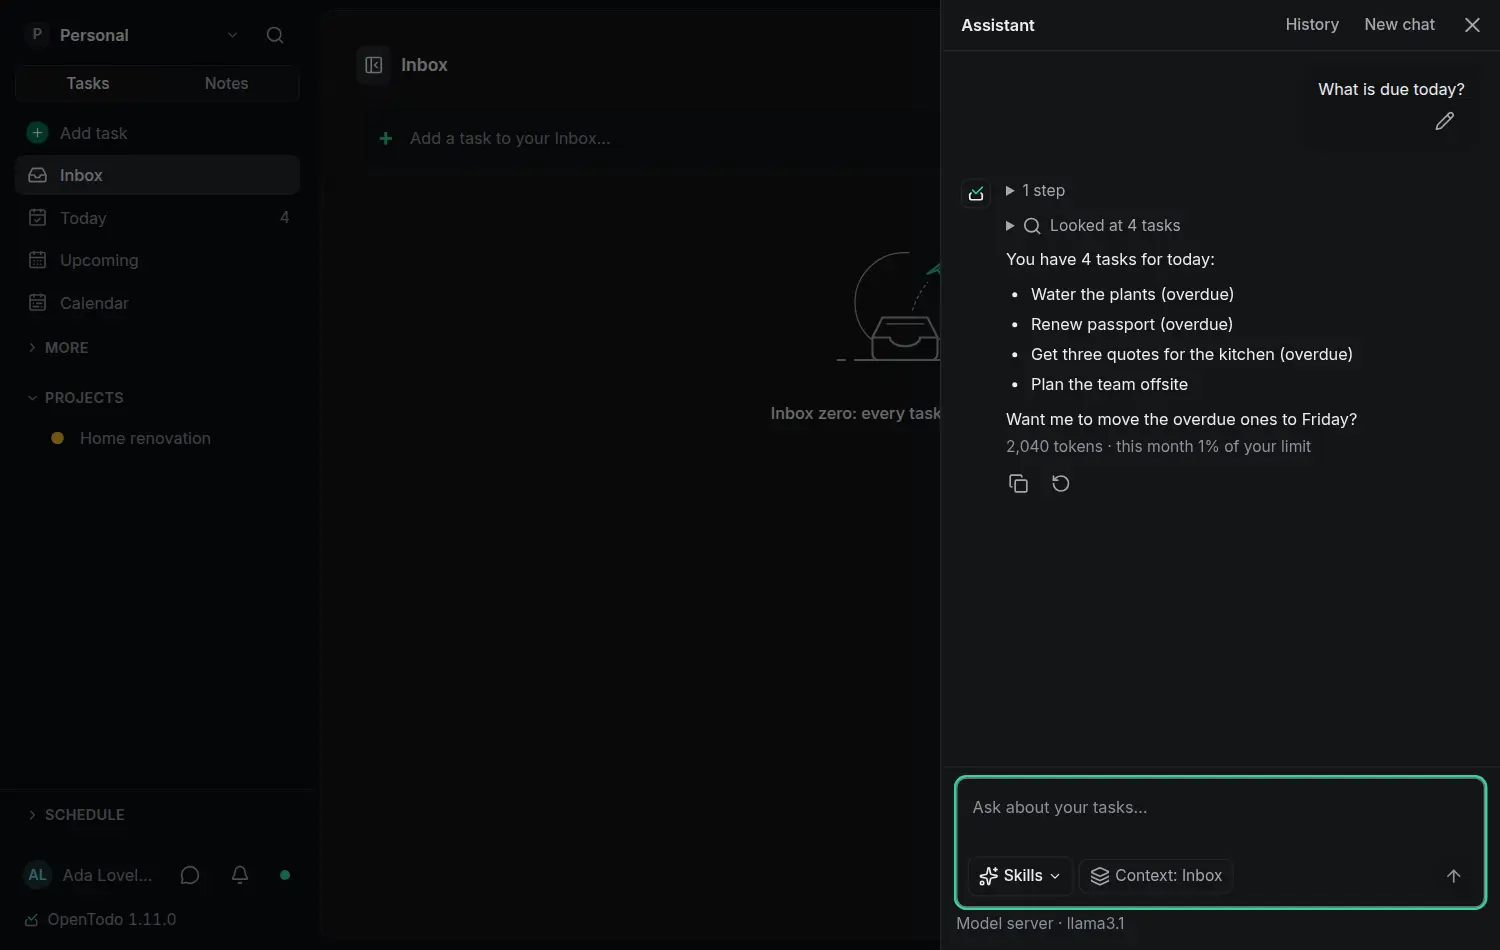 P Personal
Tasks Notes
Add task
Inbox
Today 4
Upcoming
Calendar
MORE
PROJECTS
Home renovation
SCHEDULE
AL Ada Lovel...
OpenTodo 1.11.0
Inbox
Add a task to your Inbox...
Inbox zero: every task
Assistant History New chat
What is due today?
1 step
Looked at 4 tasks
You have 4 tasks for today:
• Water the plants (overdue)
• Renew passport (overdue)
• Get three quotes for the kitchen (overdue)
• Plan the team offsite
Want me to move the overdue ones to Friday?
2,040 tokens · this month 1% of your limit
Ask about your tasks...
Skills Context: Inbox
Model server · llama3.1